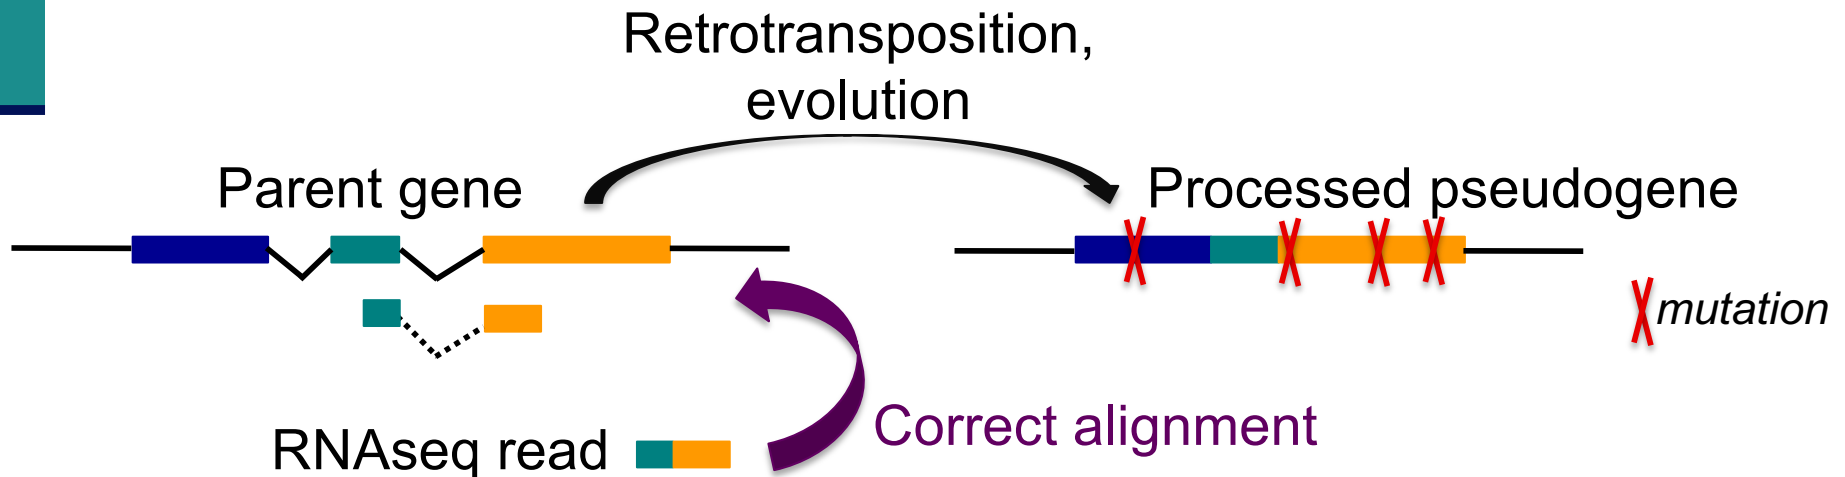 Retrotransposition,
evolution
Parent gene
Processed pseudogene
mutation
Correct alignment
RNAseq read